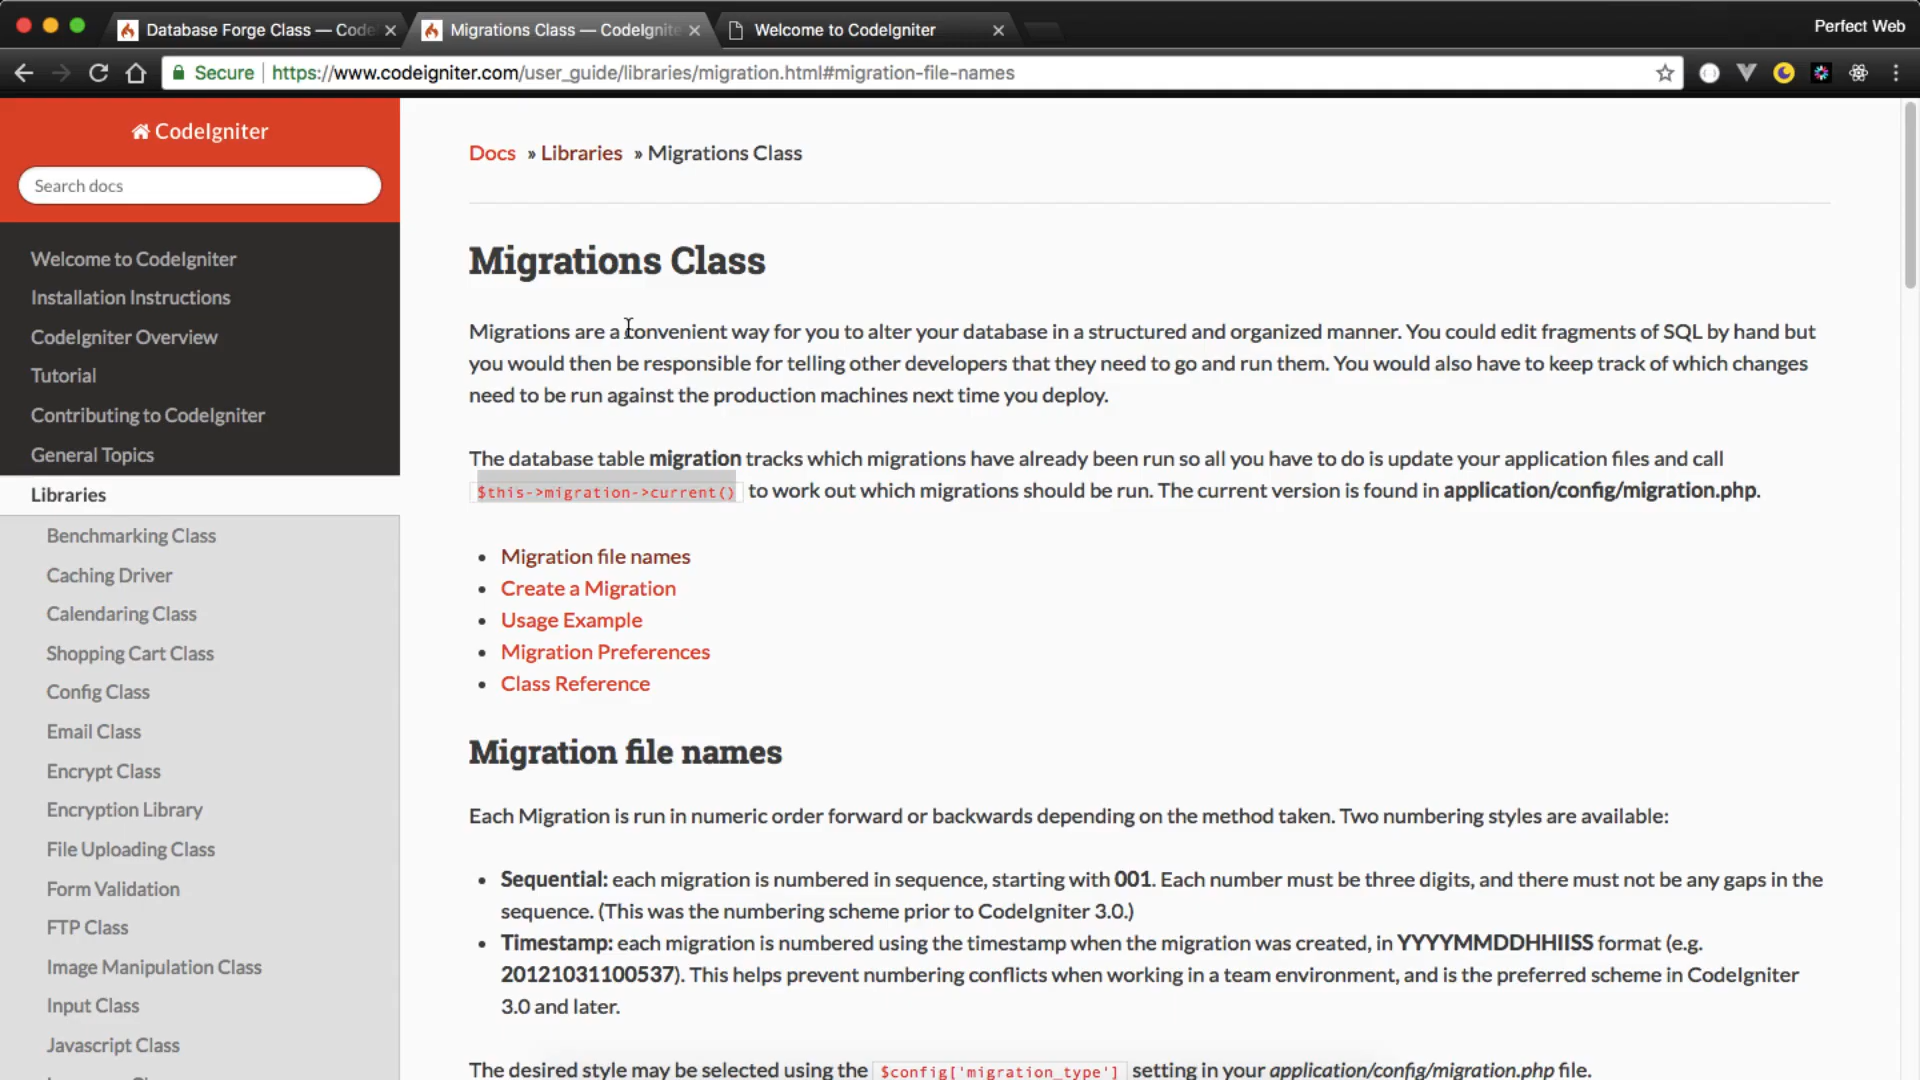 Database Forge Class — Code
Migrations Class — CodeIgnite
Welcome to CodeIgniter
Perfect Web
Secure
https://www.codeigniter.com/user_guide/libraries/migration.html#migration-file-names
CodeIgniter
Search docs
Welcome to CodeIgniter
Installation Instructions
CodeIgniter Overview
Tutorial
Contributing to CodeIgniter
General Topics
Libraries
Benchmarking Class
Caching Driver
Calendaring Class
Shopping Cart Class
Config Class
Email Class
Encrypt Class
Encryption Library
File Uploading Class
Form Validation
FTP Class
Image Manipulation Class
Input Class
Javascript Class
Docs » Libraries » Migrations Class
Migrations Class
Migrations are a convenient way for you to alter your database in a structured and organized manner. You could edit fragments of SQL by hand but
you would then be responsible for telling other developers that they need to go and run them. You would also have to keep track of which changes
need to be run against the production machines next time you deploy.
The database table migration tracks which migrations have already been run so all you have to do is update your application files and call
$this->migration->current() to work out which migrations should be run. The current version is found in application/config/migration.php.
• Migration file names
• Create a Migration
• Usage Example
• Migration Preferences
• Class Reference
Migration file names
Each Migration is run in numeric order forward or backwards depending on the method taken. Two numbering styles are available:
• Sequential: each migration is numbered in sequence, starting with 001. Each number must be three digits, and there must not be any gaps in the
sequence. (This was the numbering scheme prior to CodeIgniter 3.0.)
• Timestamp: each migration is numbered using the timestamp when the migration was created, in YYYYMMDDHHIISS format (e.g.
20121031100537). This helps prevent numbering conflicts when working in a team environment, and is the preferred scheme in CodeIgniter
3.0 and later.
The desired style may be selected using the $config['migration_type'] setting in your application/config/migration.php file.